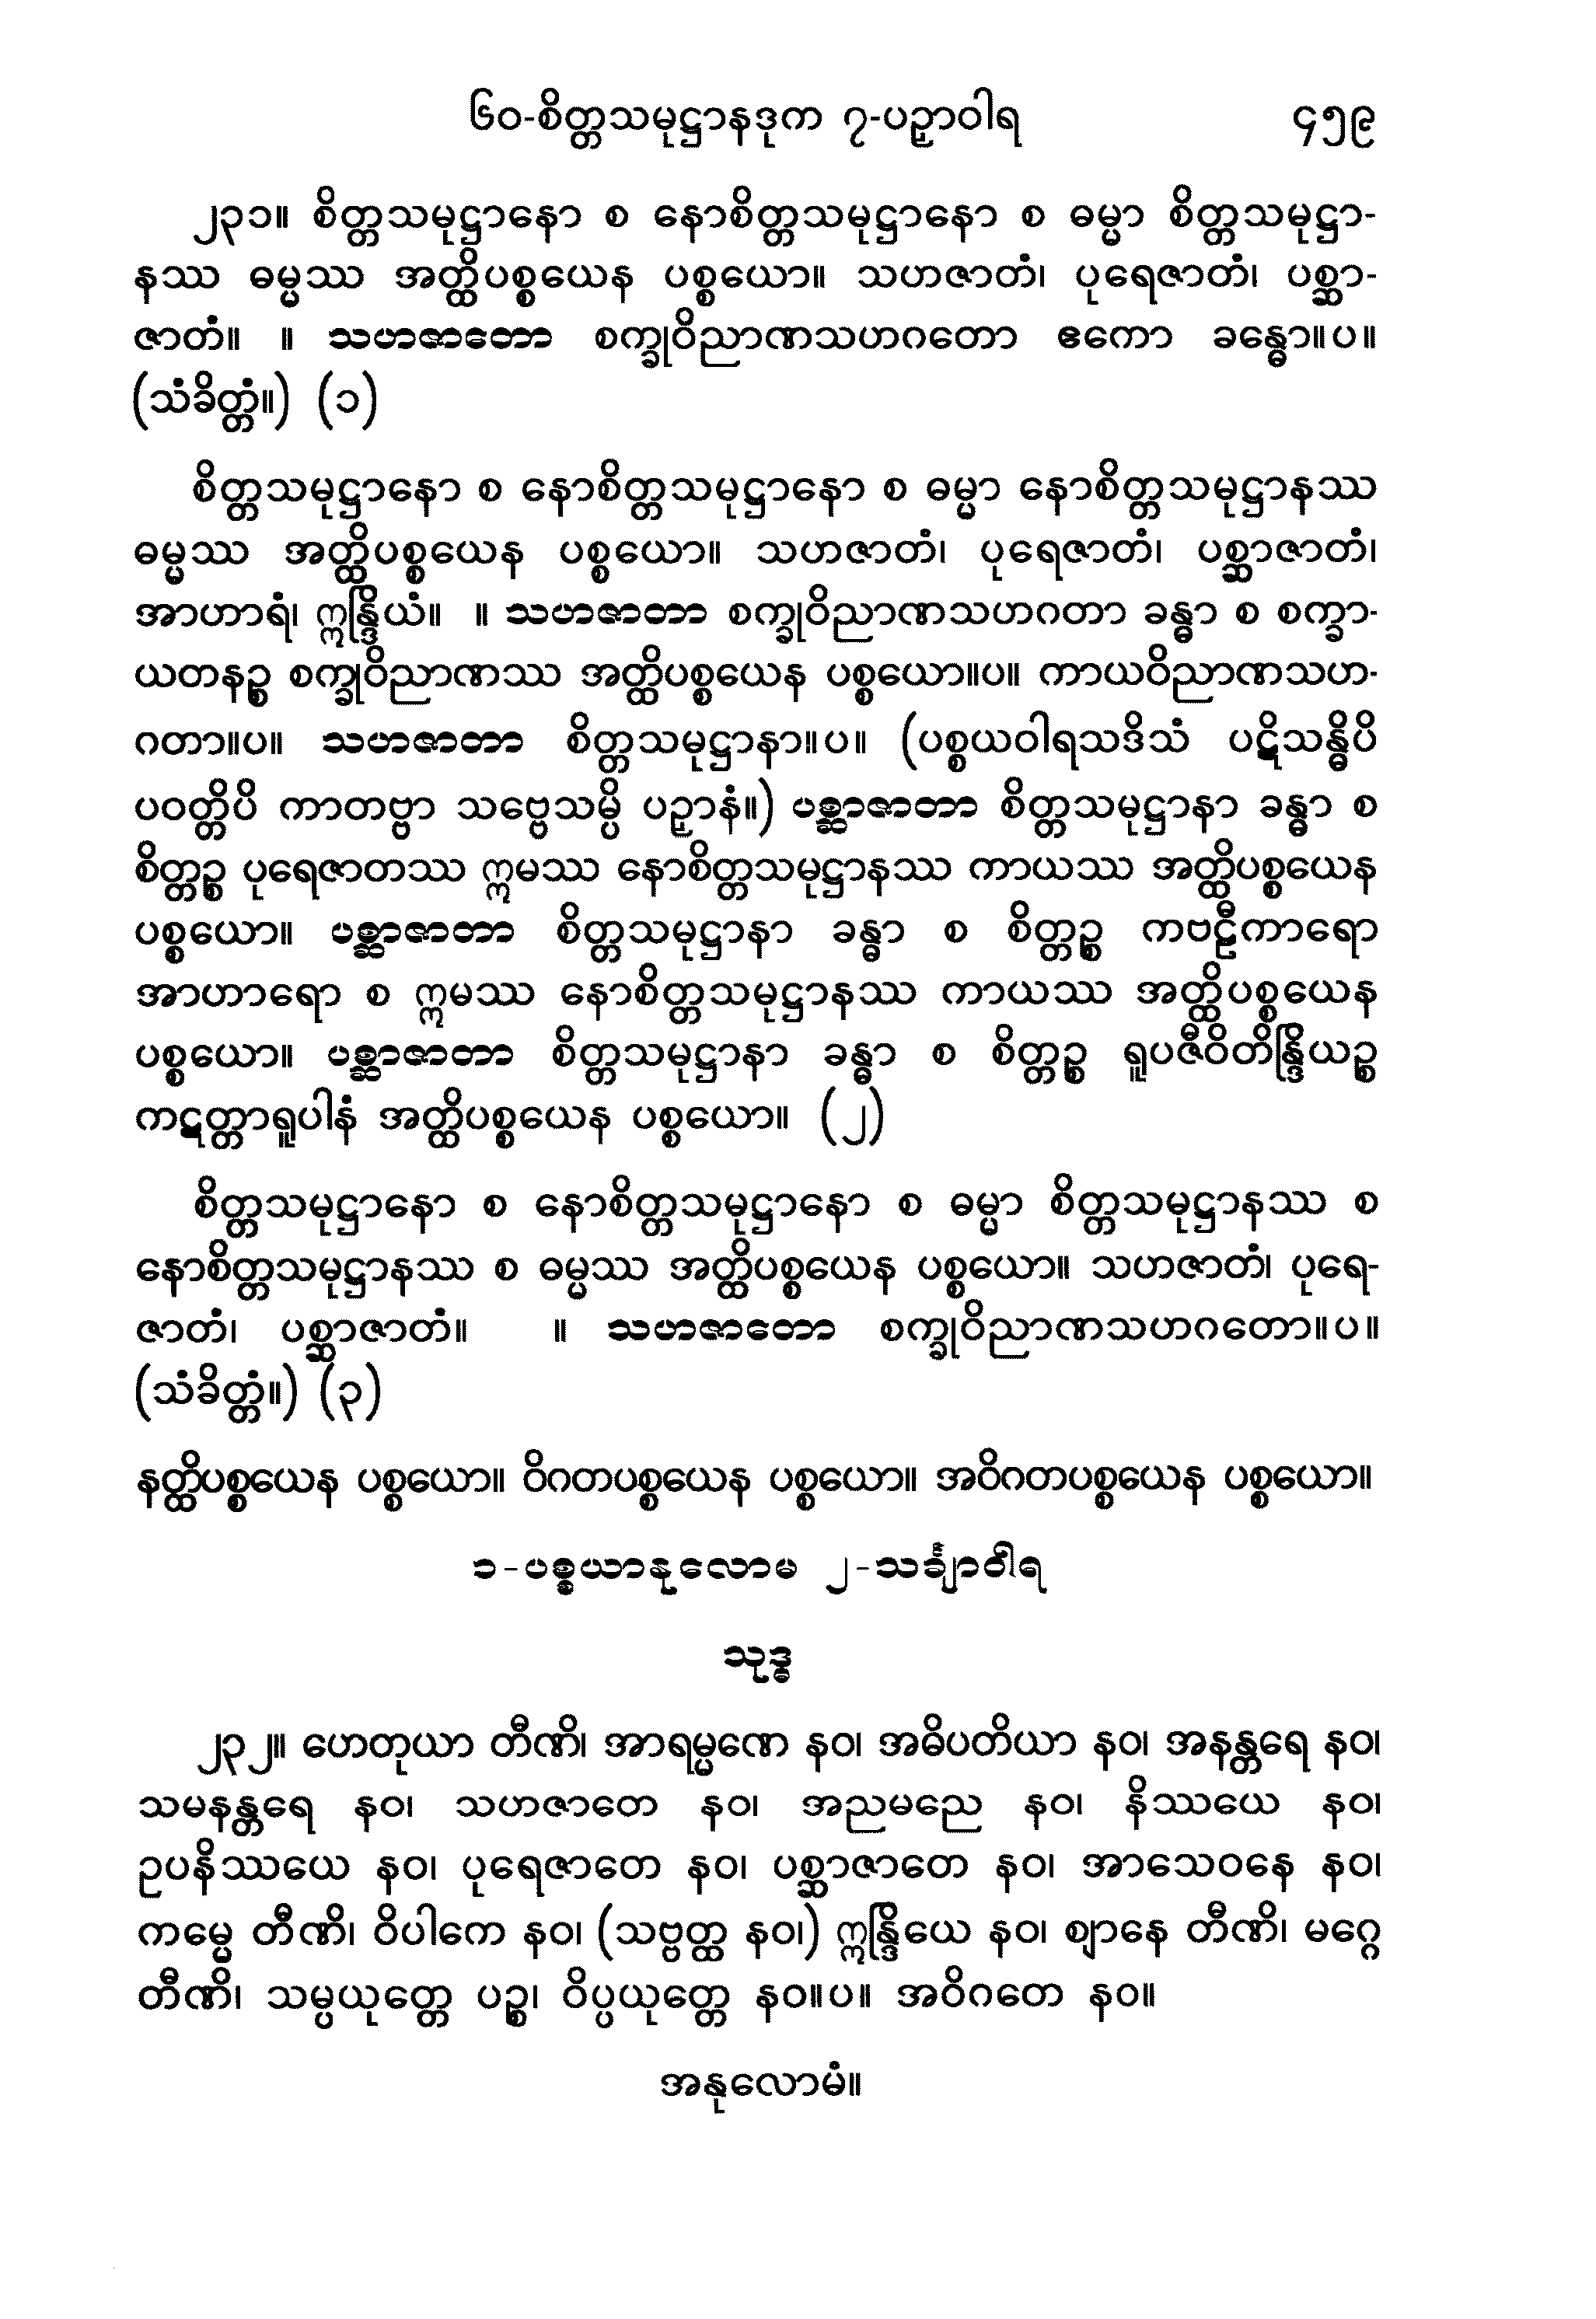 ၆၀-စိတ္တသမုဋ္ဌာနဒုက ၇-ပဉှာဝါရ ၄၅၉
၂၃၁။ စိတ္တသမုဋ္ဌာနော စ နောစိတ္တသမုဋ္ဌာနော စ ဓမ္မာ စိတ္တသမုဋ္ဌာ-
နဿ ဓမ္မဿ အတ္ထိပစ္စယေန ပစ္စယော။ သဟဇာတံ၊ ပုရေဇာတံ၊ ပစ္ဆာ-
ဇာတံ။ ။ သဟဇာတော စက္ခုဝိညာဏသဟဂတော ဧကော ခန္ဓော။ပ။
(သံခိတ္တံ။) (၁)
စိတ္တသမုဋ္ဌာနော စ နောစိတ္တသမုဋ္ဌာနော စ ဓမ္မာ နောစိတ္တသမုဋ္ဌာနဿ
ဓမ္မဿ အတ္ထိပစ္စယေန ပစ္စယော။ သဟဇာတံ၊ ပုရေဇာတံ၊ ပစ္ဆာဇာတံ၊
အာဟာရံ၊ ဣန္ဒြိယံ။ ။ သဟဇာတာ စက္ခုဝိညာဏသဟဂတာ ခန္ဓာ စ စက္ခာ-
ယတနဉ္စ စက္ခုဝိညာဏဿ အတ္ထိပစ္စယေန ပစ္စယော။ပ။ ကာယဝိညာဏသဟ-
ဂတာ။ပ။ သဟဇာတာ စိတ္တသမုဋ္ဌာနာ။ပ။ (ပစ္စယဝါရသဒိသံ ပဋိသန္ဓိပိ
ပဝတ္တိပိ ကာတဗ္ဗာ သဗ္ဗေသမ္ပိ ပဉှာနံ။) ပစ္ဆာဇာတာ စိတ္တသမုဋ္ဌာနာ ခန္ဓာ စ
စိတ္တဉ္စ ပုရေဇာတဿ ဣမဿ နောစိတ္တသမုဋ္ဌာနဿ ကာယဿ အတ္ထိပစ္စယေန
ပစ္စယော။ ပစ္ဆာဇာတာ စိတ္တသမုဋ္ဌာနာ ခန္ဓာ စ စိတ္တဉ္စ ကဗဠီကာရော
အာဟာရော စ ဣမဿ နောစိတ္တသမုဋ္ဌာနဿ ကာယဿ အတ္ထိပစ္စယေန
ပစ္စယော။ ပစ္ဆာဇာတာ စိတ္တသမုဋ္ဌာနာ ခန္ဓာ စ စိတ္တဉ္စ ရူပဇီဝိတိန္ဒြိယဉ္စ
ကဋတ္တာရူပါနံ အတ္ထိပစ္စယေန ပစ္စယော။ (၂)
စိတ္တသမုဋ္ဌာနော စ နောစိတ္တသမုဋ္ဌာနော စ ဓမ္မာ စိတ္တသမုဋ္ဌာနဿ စ
နောစိတ္တသမုဋ္ဌာနဿ စ ဓမ္မဿ အတ္ထိပစ္စယေန ပစ္စယော။ သဟဇာတံ၊ ပုရေ-
ဇာတံ၊ ပစ္ဆာဇာတံ။ ။ သဟဇာတော စက္ခုဝိညာဏသဟဂတော။ပ။
(သံခိတ္တံ။) (၃)
နတ္ထိပစ္စယေန ပစ္စယော။ ဝိဂတပစ္စယေန ပစ္စယော။ အဝိဂတပစ္စယေန ပစ္စယော။
၁-ပစ္စယာနုလောမ ၂-သင်္ချာဝါရ
သုဒ္ဓ
၂၃၂။ ဟေတုယာ တီဏိ၊ အာရမ္မဏေ နဝ၊ အဓိပတိယာ နဝ၊ အနန္တရေ နဝ၊
သမနန္တရေ နဝ၊ သဟဇာတေ နဝ၊ အညမညေ နဝ၊ နိဿယေ နဝ၊
ဥပနိဿယေ နဝ၊ ပုရေဇာတေ နဝ၊ ပစ္ဆာဇာတေ နဝ၊ အာသေဝနေ နဝ၊
ကမ္မေ တီဏိ၊ ဝိပါကေ နဝ၊ (သဗ္ဗတ္ထ နဝ၊) ဣန္ဒြိယေ နဝ၊ ဈာနေ တီဏိ၊ မဂ္ဂေ
တီဏိ၊ သမ္ပယုတ္တေ ပဉ္စ၊ ဝိပ္ပယုတ္တေ နဝ။ပ။ အဝိဂတေ နဝ။
အနုလောမံ။